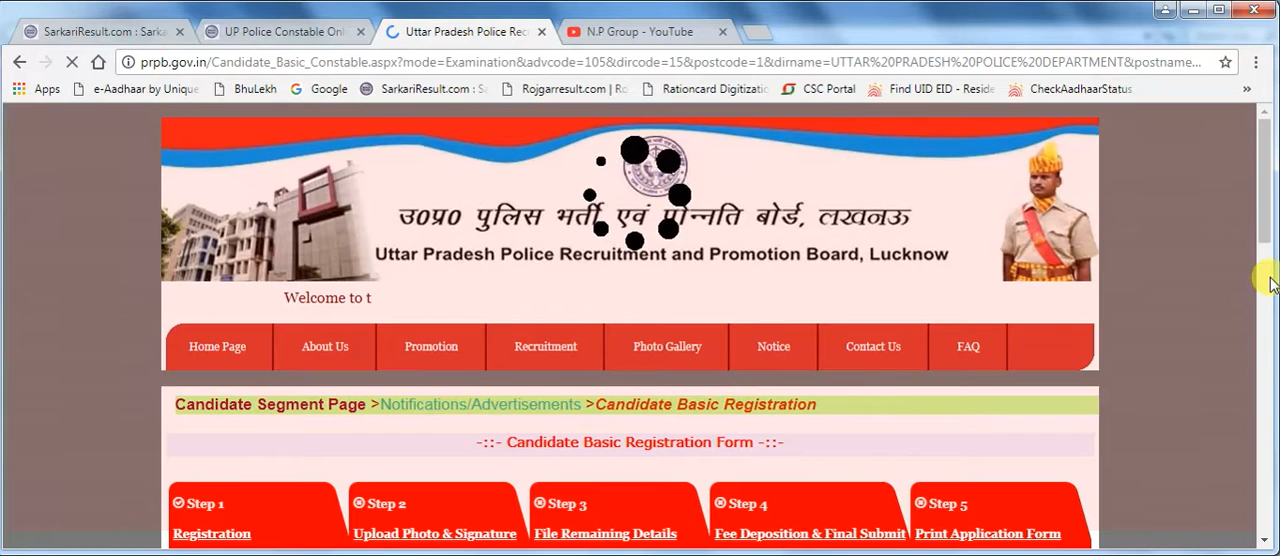 SarkariResult.com : Sarka
UP Police Constable Onl
Uttar Pradesh Police Rec
N.P Group - YouTube
prpb.gov.in/Candidate_Basic_Constable.aspx?mode=Examination&advcode=105&dircode=15&postcode=1&dirname=UTTAR%20PRADESH%20POLICE%20DEPARTMENT&postname...
Apps e-Aadhaar by Unique BhuLekh Google SarkariResult.com : Sa Rojgarresult.com | Ro Rationcard Digitizatio CSC Portal Find UID EID - Reside CheckAadhaarStatus »
उ0प्र0 पुलिस भर्ती एवं प्रोन्नति बोर्ड, लखनऊ
Uttar Pradesh Police Recruitment and Promotion Board, Lucknow
Welcome to t
Home Page About Us Promotion Recruitment Photo Gallery Notice Contact Us FAQ
Candidate Segment Page >Notifications/Advertisements >Candidate Basic Registration
-::- Candidate Basic Registration Form -::-
Step 1 Step 2 Step 3 Step 4 Step 5
Registration Upload Photo & Signature File Remaining Details Fee Deposition & Final Submit Print Application Form